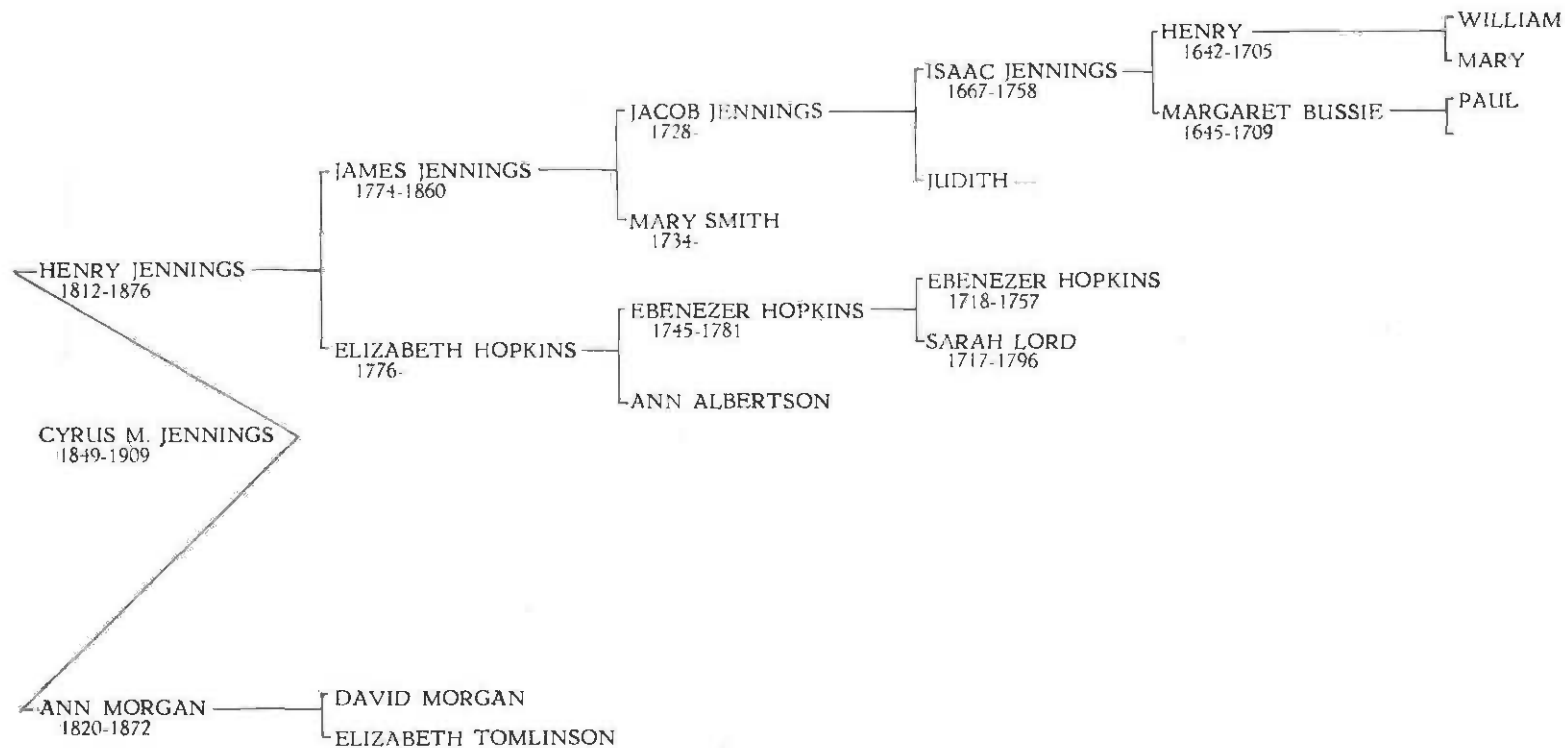 WILLIAM
HENRY
1642-1705
MARY
ISAAC JENNINGS
1667-1758
PAUL
MARGARET BUSSIE
1645-1709
JACOB JENNINGS
1728-
JAMES JENNINGS
1774-1860
JUDITH
MARY SMITH
1734-
HENRY JENNINGS
1812-1876
EBENEZER HOPKINS
1718-1757
EBENEZER HOPKINS
1745-1781
SARAH LORD
1717-1796
ELIZABETH HOPKINS
1776-
ANN ALBERTSON
CYRUS M. JENNINGS
1849-1909
DAVID MORGAN
ANN MORGAN
1820-1872
ELIZABETH TOMLINSON